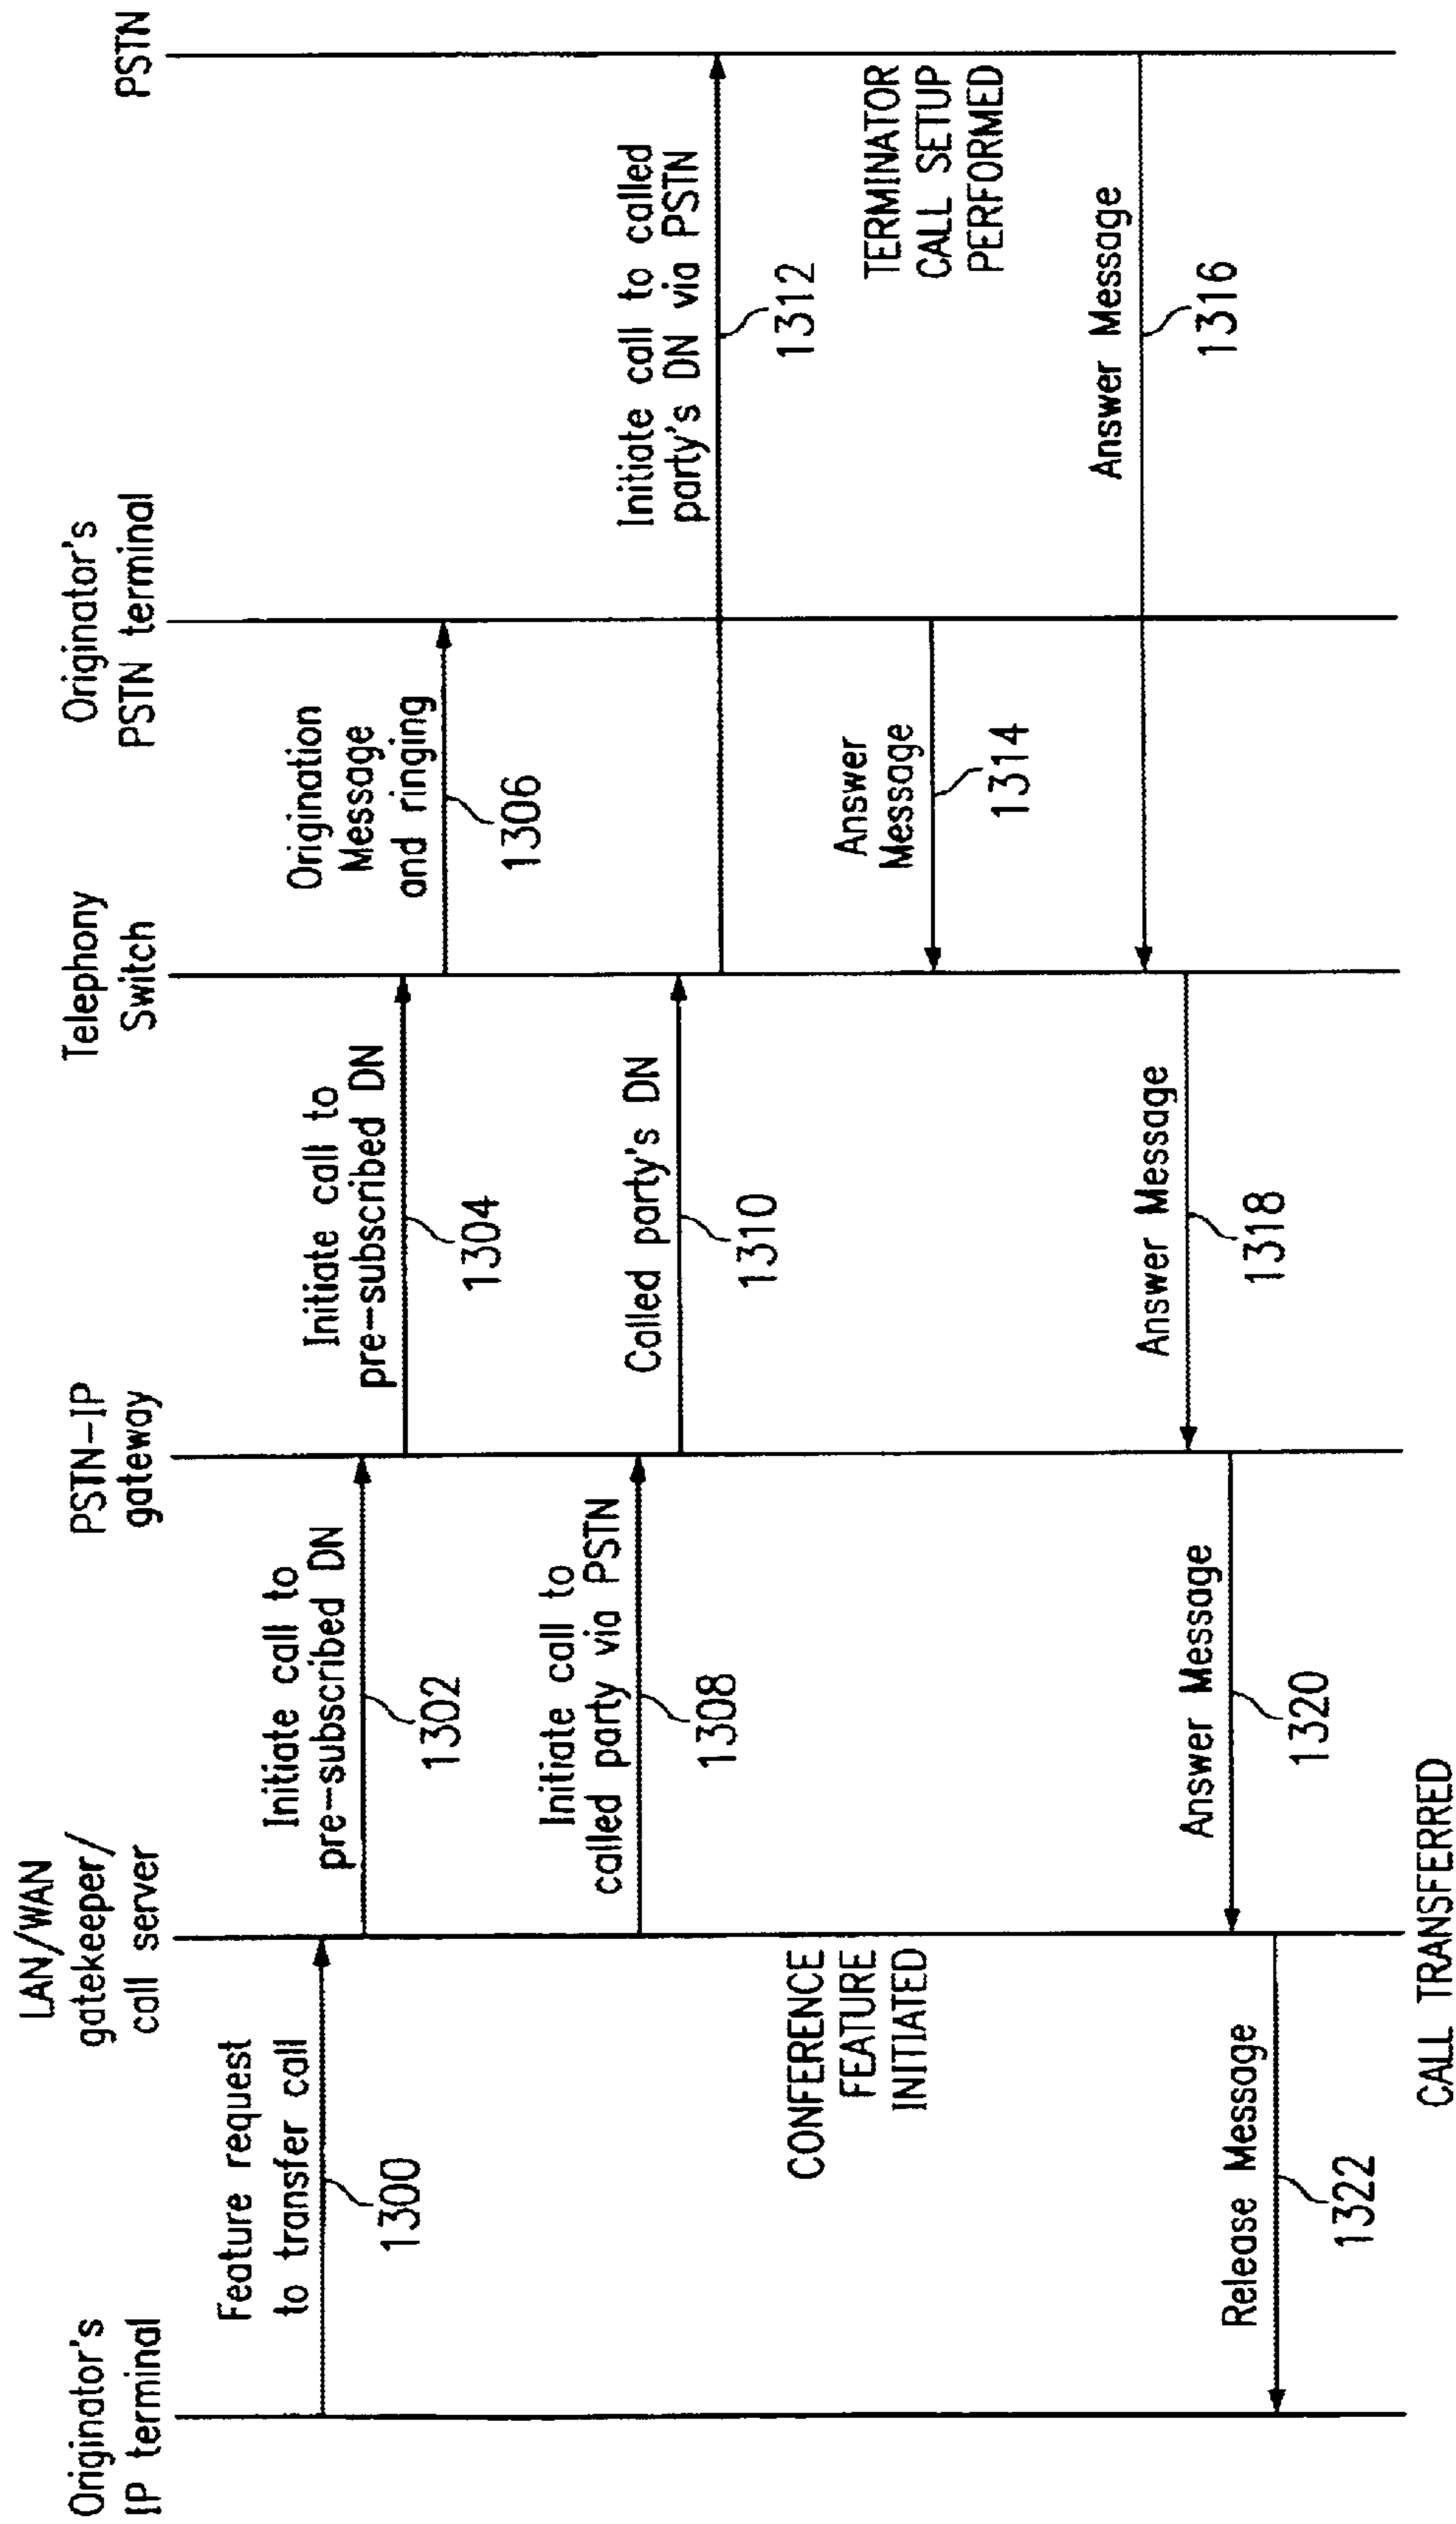 Originator's
IP terminal
LAN/WAN
gatekeeper/
call server
PSTN-IP
gateway
Telephony
Switch
Originator's
PSTN terminal
PSTN
Feature request
to transfer call
1300
Initiate call to
pre-subscribed DN
1302
Initiate call to
pre-subscribed DN
1304
Origination
Message
and ringing
1306
Initiate call to
called party via PSTN
1308
Called party's DN
1310
Initiate call to called
party's DN via PSTN
1312
CONFERENCE
FEATURE
INITIATED
Answer
Message
1314
TERMINATOR
CALL SETUP
PERFORMED
Answer Message
1316
Answer Message
1318
Answer Message
1320
Release Message
1322
CALL TRANSFERRED